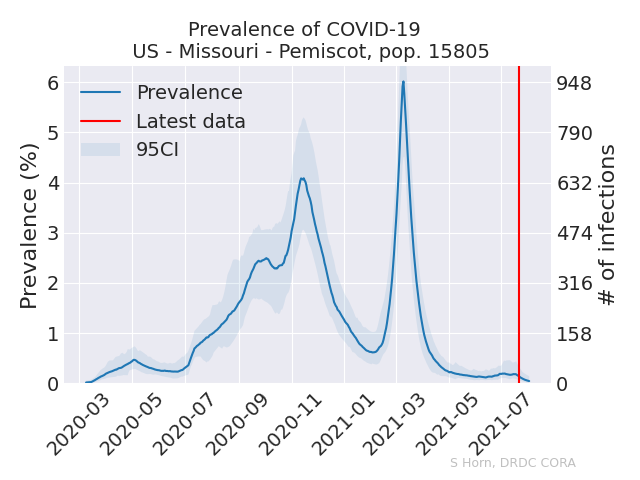 Prevalence of COVID-19
US - Missouri - Pemiscot, pop. 15805
Prevalence
Latest data
95CI
Prevalence (%)
6
5
4
3
2
1
0
# of infections
948
790
632
474
316
158
0
2020-03
2020-05
2020-07
2020-09
2020-11
2021-01
2021-03
2021-05
2021-07
S Horn, DRDC CORA